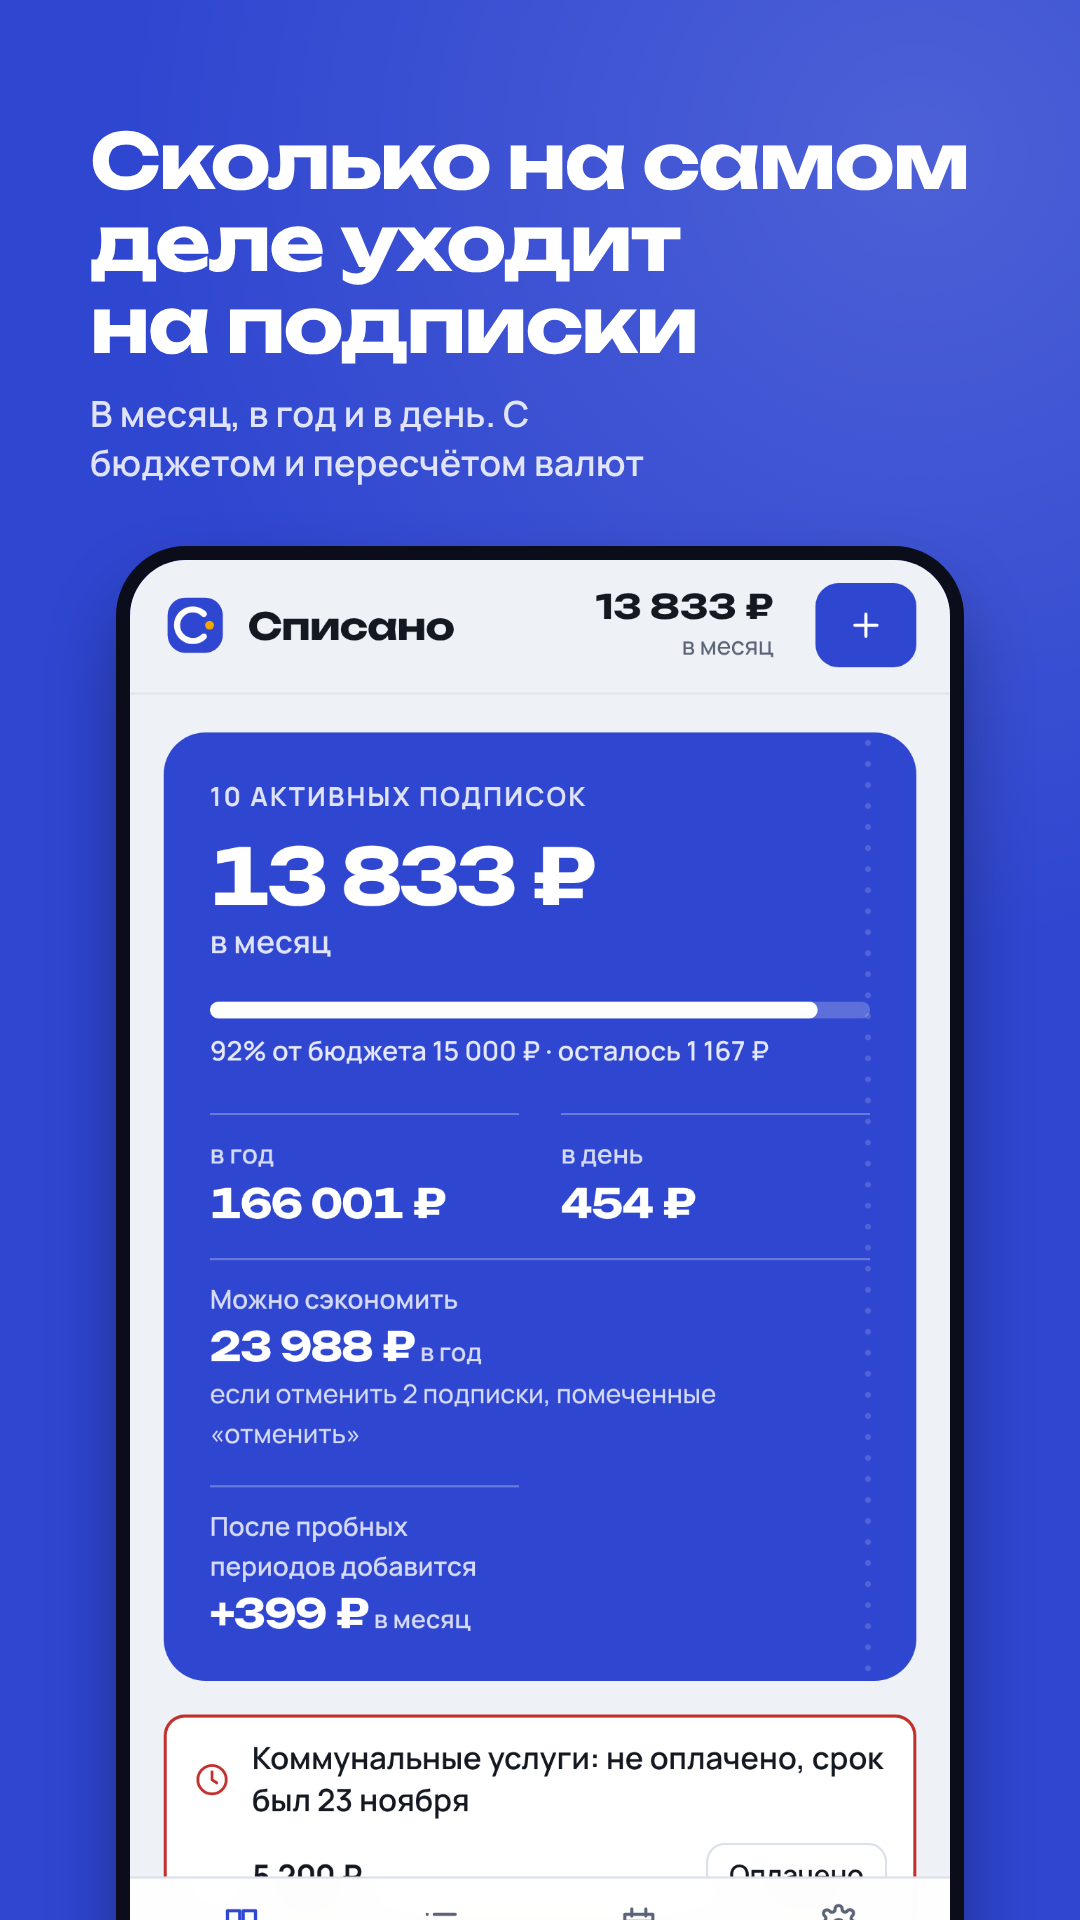 Сколько на самом
деле уходит
на подписки
В месяц, в год и в день. С
бюджетом и пересчётом валют
Списано
13 833 ₽
в месяц
10 АКТИВНЫХ ПОДПИСОК
13 833 ₽
в месяц
92% от бюджета 15 000 ₽ · осталось 1 167 ₽
в год
166 001 ₽
в день
454 ₽
Можно сэкономить
23 988 ₽ в год
если отменить 2 подписки, помеченные
«отменить»
После пробных
периодов добавится
+399 ₽ в месяц
Коммунальные услуги: не оплачено, срок
был 23 ноября
5 200 ₽
Оплачено